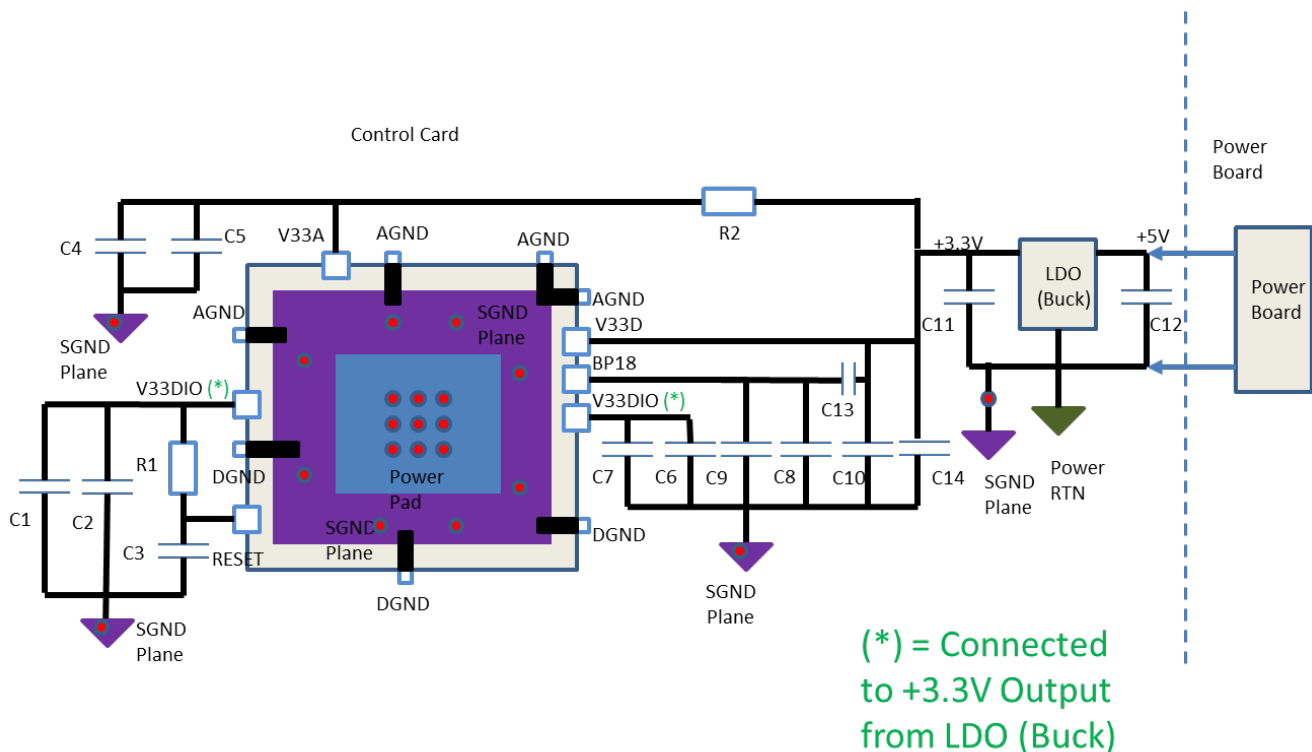 Control Card
Power
Board
C4
C5
V33A
AGND
AGND
R2
+3.3V
+5V
LDO
(Buck)
Power
Board
SGND
Plane
AGND
SGND
Plane
AGND
V33D
C11
C12
BP18
V33DIO (*)
V33DIO (*)
C13
R1
DGND
Power
Pad
C7
C6
C9
C8
C10
C14
SGND
Plane
Power
RTN
C1
C2
C3
RESET
SGND
Plane
DGND
DGND
SGND
Plane
SGND
Plane
(*) = Connected
to +3.3V Output
from LDO (Buck)